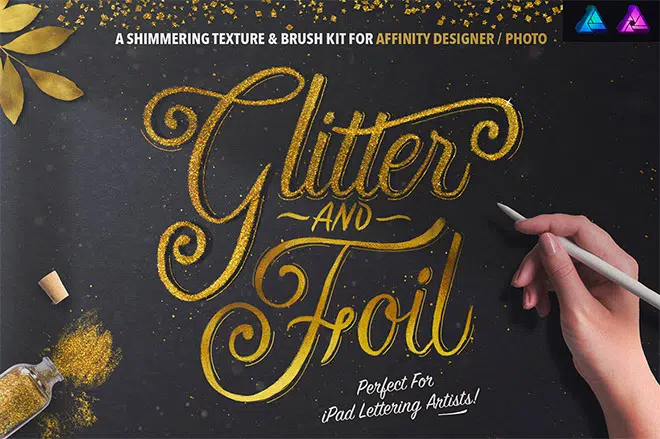 A SHIMMERING TEXTURE & BRUSH KIT FOR AFFINITY DESIGNER / PHOTO
Glitter
AND
Foil
Perfect For
iPad Lettering Artists!